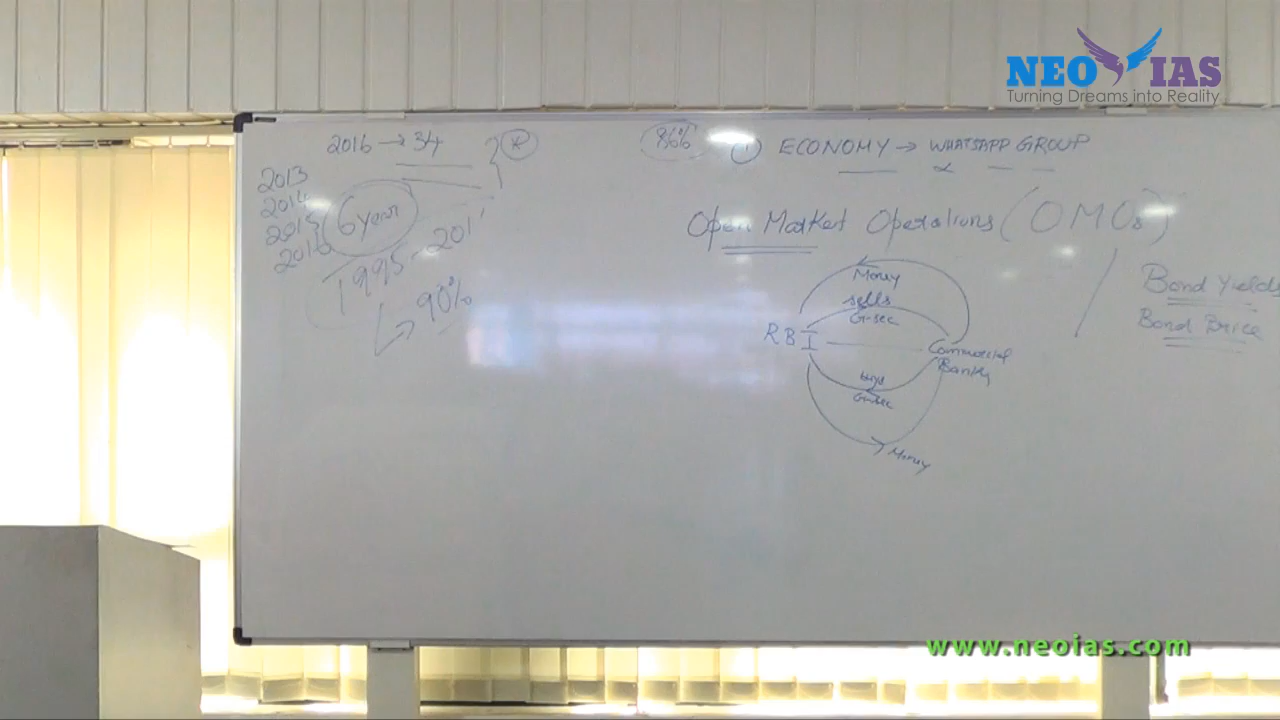 NEO IAS
Turning Dreams into Reality
2016 → 34
2013
2014
2015
2016
6 year
1995 - 201
↳ 90%
① ECONOMY → WHATSAPP GROUP
Open Market Operations (OMOs)
Money
sells
G-sec
RBI
Commercial
Banks
buys
G-sec
Money
Bond Yields
Bond Price
www.neoias.com